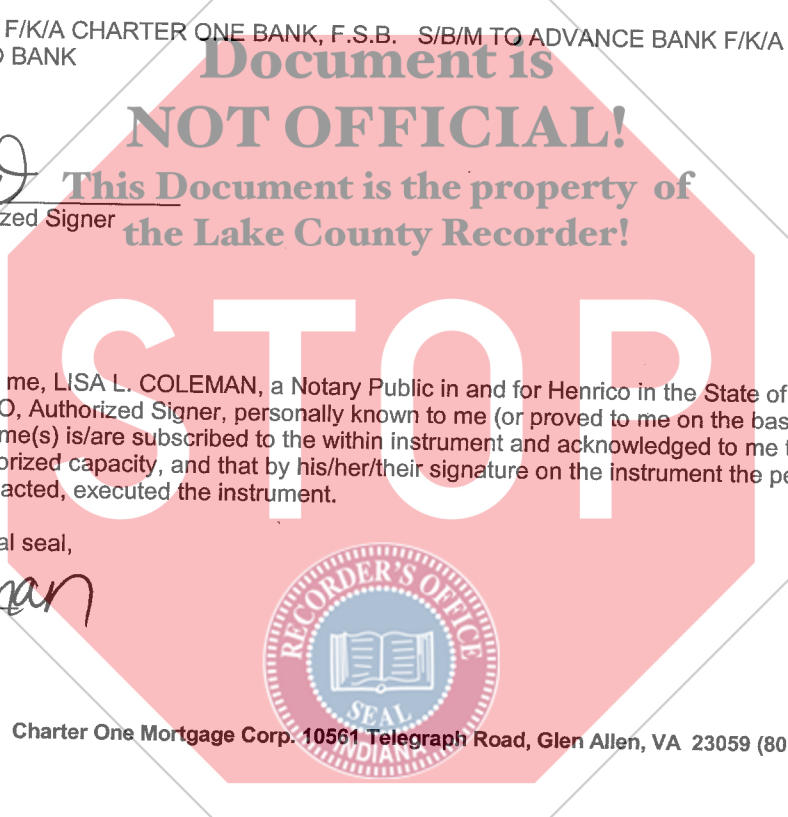 F/K/A CHARTER ONE BANK, F.S.B. S/B/M TO ADVANCE BANK F/K/A
BANK
Document is
NOT OFFICIAL!
This Document is the property of
zed Signer
the Lake County Recorder!
STOP
me, LISA L. COLEMAN, a Notary Public in and for Henrico in the State of
O, Authorized Signer, personally known to me (or proved to me on the bas
me(s) is/are subscribed to the within instrument and acknowledged to me
orized capacity, and that by his/her/their signature on the instrument the pe
acted, executed the instrument.
al seal,
man
RECORDER'S OFFICE
SEAL
INDIANA
Charter One Mortgage Corp. 10561 Telegraph Road, Glen Allen, VA 23059 (80